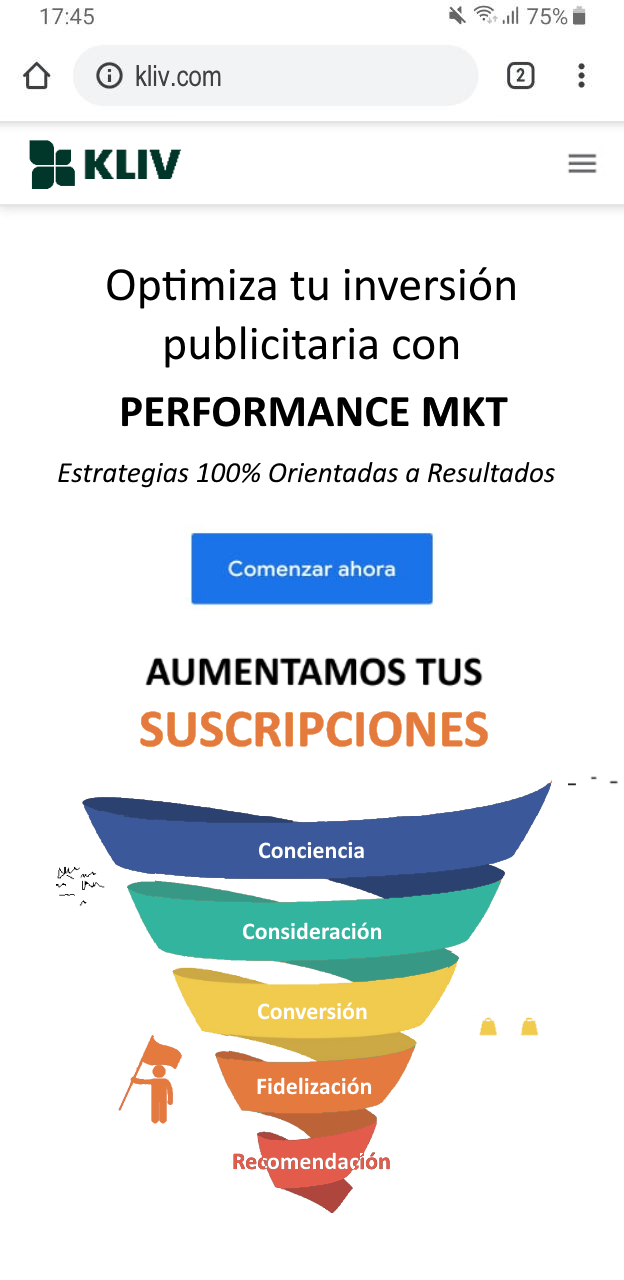 17:45
75%
kliv.com
2
KLIV
Optimiza tu inversión
publicitaria con
PERFORMANCE MKT
Estrategias 100% Orientadas a Resultados
Comenzar ahora
AUMENTAMOS TUS
SUSCRIPCIONES
Conciencia
Consideración
Conversión
Fidelización
Recomendación